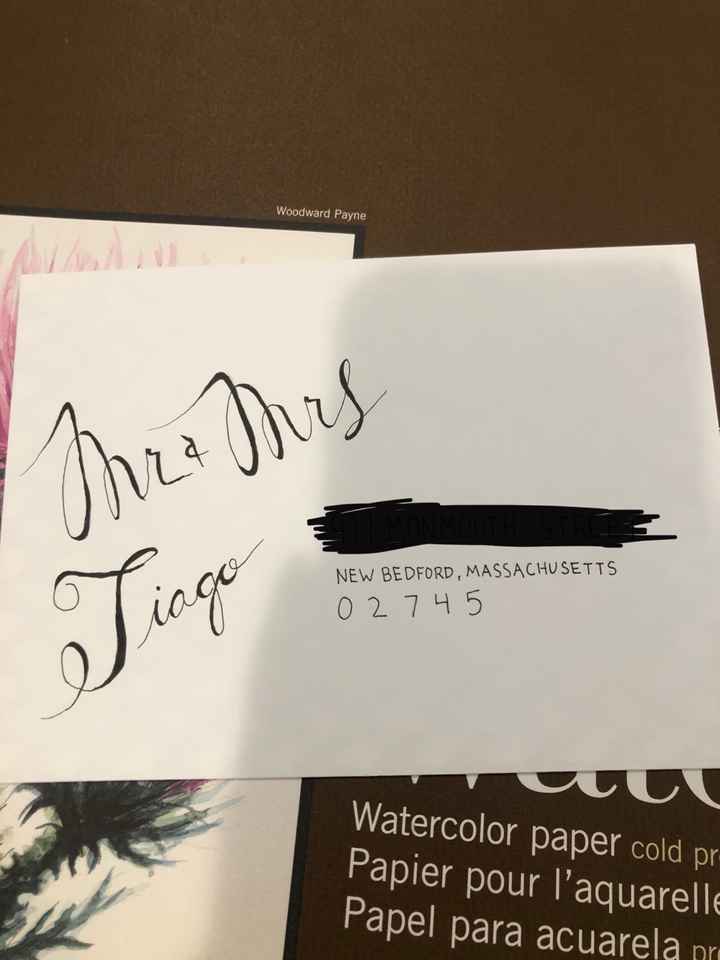 Woodward Payne
Mr & Mrs
Tiago
NEW BEDFORD, MASSACHUSETTS
02745
Watercolor paper cold
Papier pour l'aquarelle
Papel para acuarela